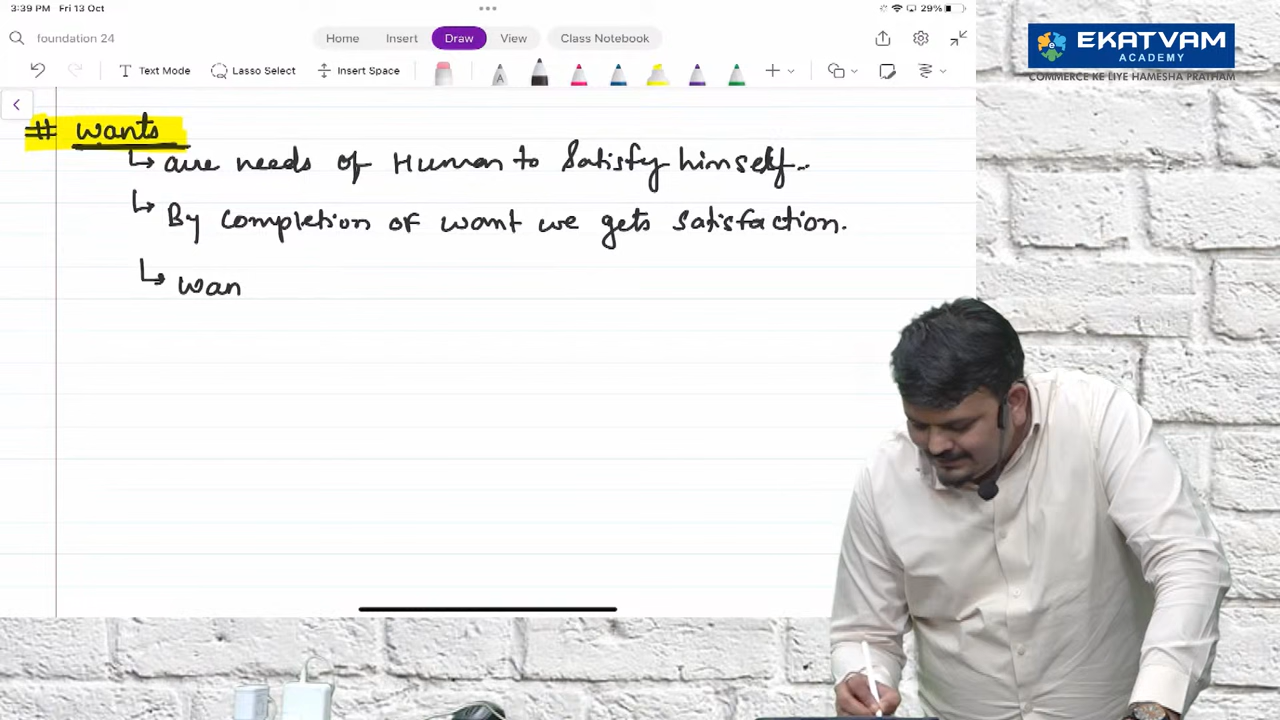 3:39 PM Fri 13 Oct
29%
foundation 24
Home Insert Draw View Class Notebook
Text Mode Lasso Select Insert Space
EKATVAM
ACADEMY
COMMERCE KE LIYE HAMESHA PRATHAM
# Wants
↳ are needs of Human to Satisfy himself.
↳ By completion of want we gets satisfaction.
↳ wan